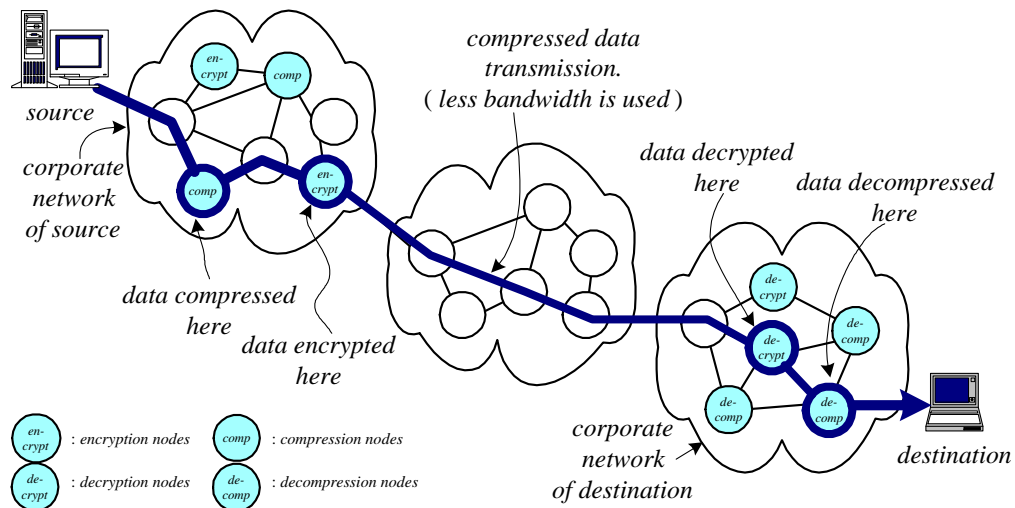 compressed data
transmission.
( less bandwidth is used )
en-
crypt
comp
source
corporate
network
of source
comp
en-
crypt
data decrypted
here
data decompressed
here
data compressed
here
data encrypted
here
de-
crypt
de-
comp
de-
crypt
de-
comp
de-
comp
corporate
network
of destination
destination
en-
crypt
: encryption nodes
comp
: compression nodes
de-
crypt
: decryption nodes
de-
comp
: decompression nodes